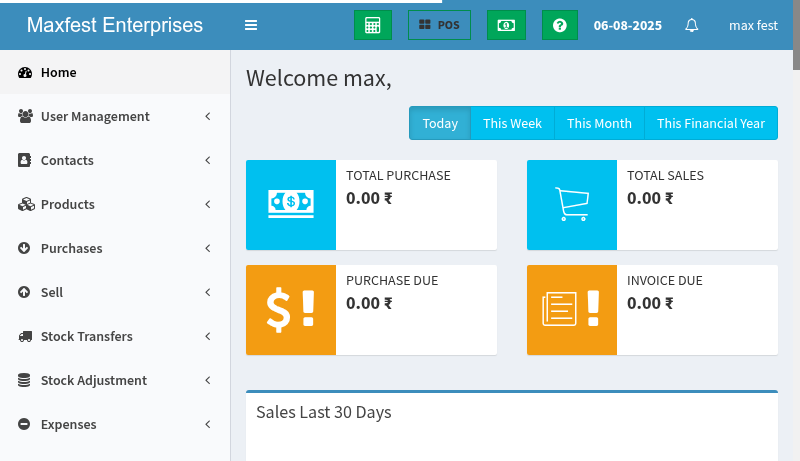 Maxfest Enterprises
POS
06-08-2025
max fest
Home
User Management
Contacts
Products
Purchases
Sell
Stock Transfers
Stock Adjustment
Expenses
Welcome max,
Today This Week This Month This Financial Year
TOTAL PURCHASE
0.00 ₹
TOTAL SALES
0.00 ₹
PURCHASE DUE
0.00 ₹
INVOICE DUE
0.00 ₹
Sales Last 30 Days